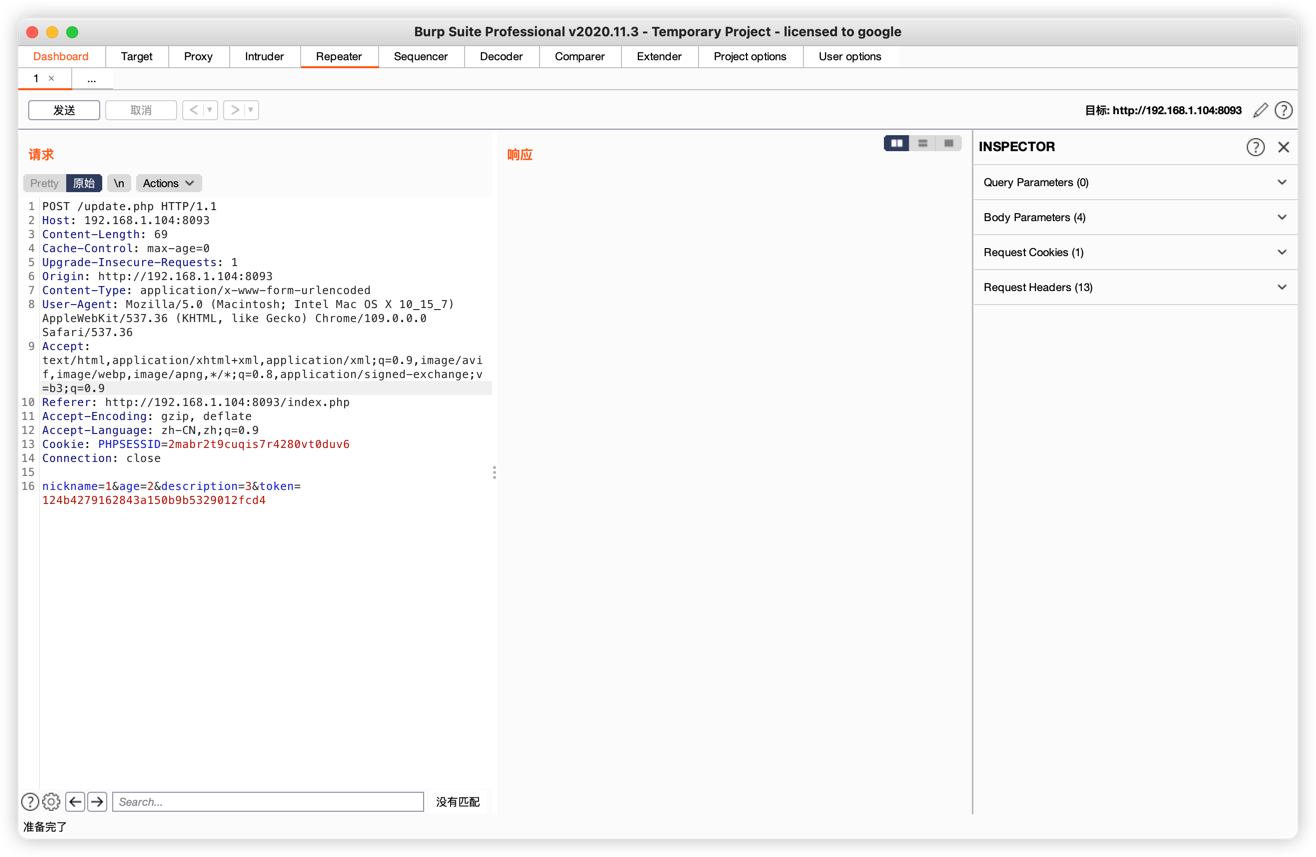 Burp Suite Professional v2020.11.3 - Temporary Project - licensed to google
Dashboard Target Proxy Intruder Repeater Sequencer Decoder Comparer Extender Project options User options
1 × ...
发送 取消 < > 目标: http://192.168.1.104:8093 ?
请求
Pretty 原始 \n Actions
1 POST /update.php HTTP/1.1
2 Host: 192.168.1.104:8093
3 Content-Length: 69
4 Cache-Control: max-age=0
5 Upgrade-Insecure-Requests: 1
6 Origin: http://192.168.1.104:8093
7 Content-Type: application/x-www-form-urlencoded
8 User-Agent: Mozilla/5.0 (Macintosh; Intel Mac OS X 10_15_7)
AppleWebKit/537.36 (KHTML, like Gecko) Chrome/109.0.0.0
Safari/537.36
9 Accept:
text/html,application/xhtml+xml,application/xml;q=0.9,image/avi
f,image/webp,image/apng,*/*;q=0.8,application/signed-exchange;v
=b3;q=0.9
10 Referer: http://192.168.1.104:8093/index.php
11 Accept-Encoding: gzip, deflate
12 Accept-Language: zh-CN,zh;q=0.9
13 Cookie: PHPSESSID=2mabr2t9cuqis7r4280vt0duv6
14 Connection: close
15
16 nickname=1&age=2&description=3&token=
124b4279162843a150b9b5329012fcd4
? Search... 没有匹配
准备完了
响应
INSPECTOR ?
Query Parameters (0)
Body Parameters (4)
Request Cookies (1)
Request Headers (13)